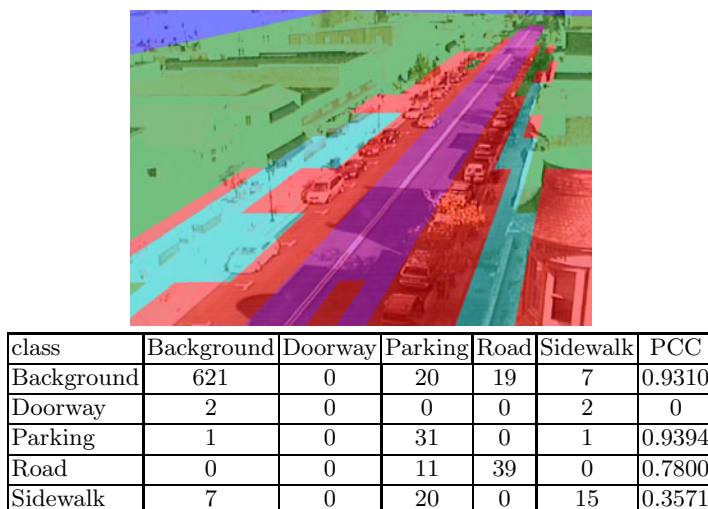 class Background Doorway Parking Road Sidewalk PCC
Background 621 0 20 19 7 0.9310
Doorway 2 0 0 0 2 0
Parking 1 0 31 0 1 0.9394
Road 0 0 11 39 0 0.7800
Sidewalk 7 0 20 0 15 0.3571